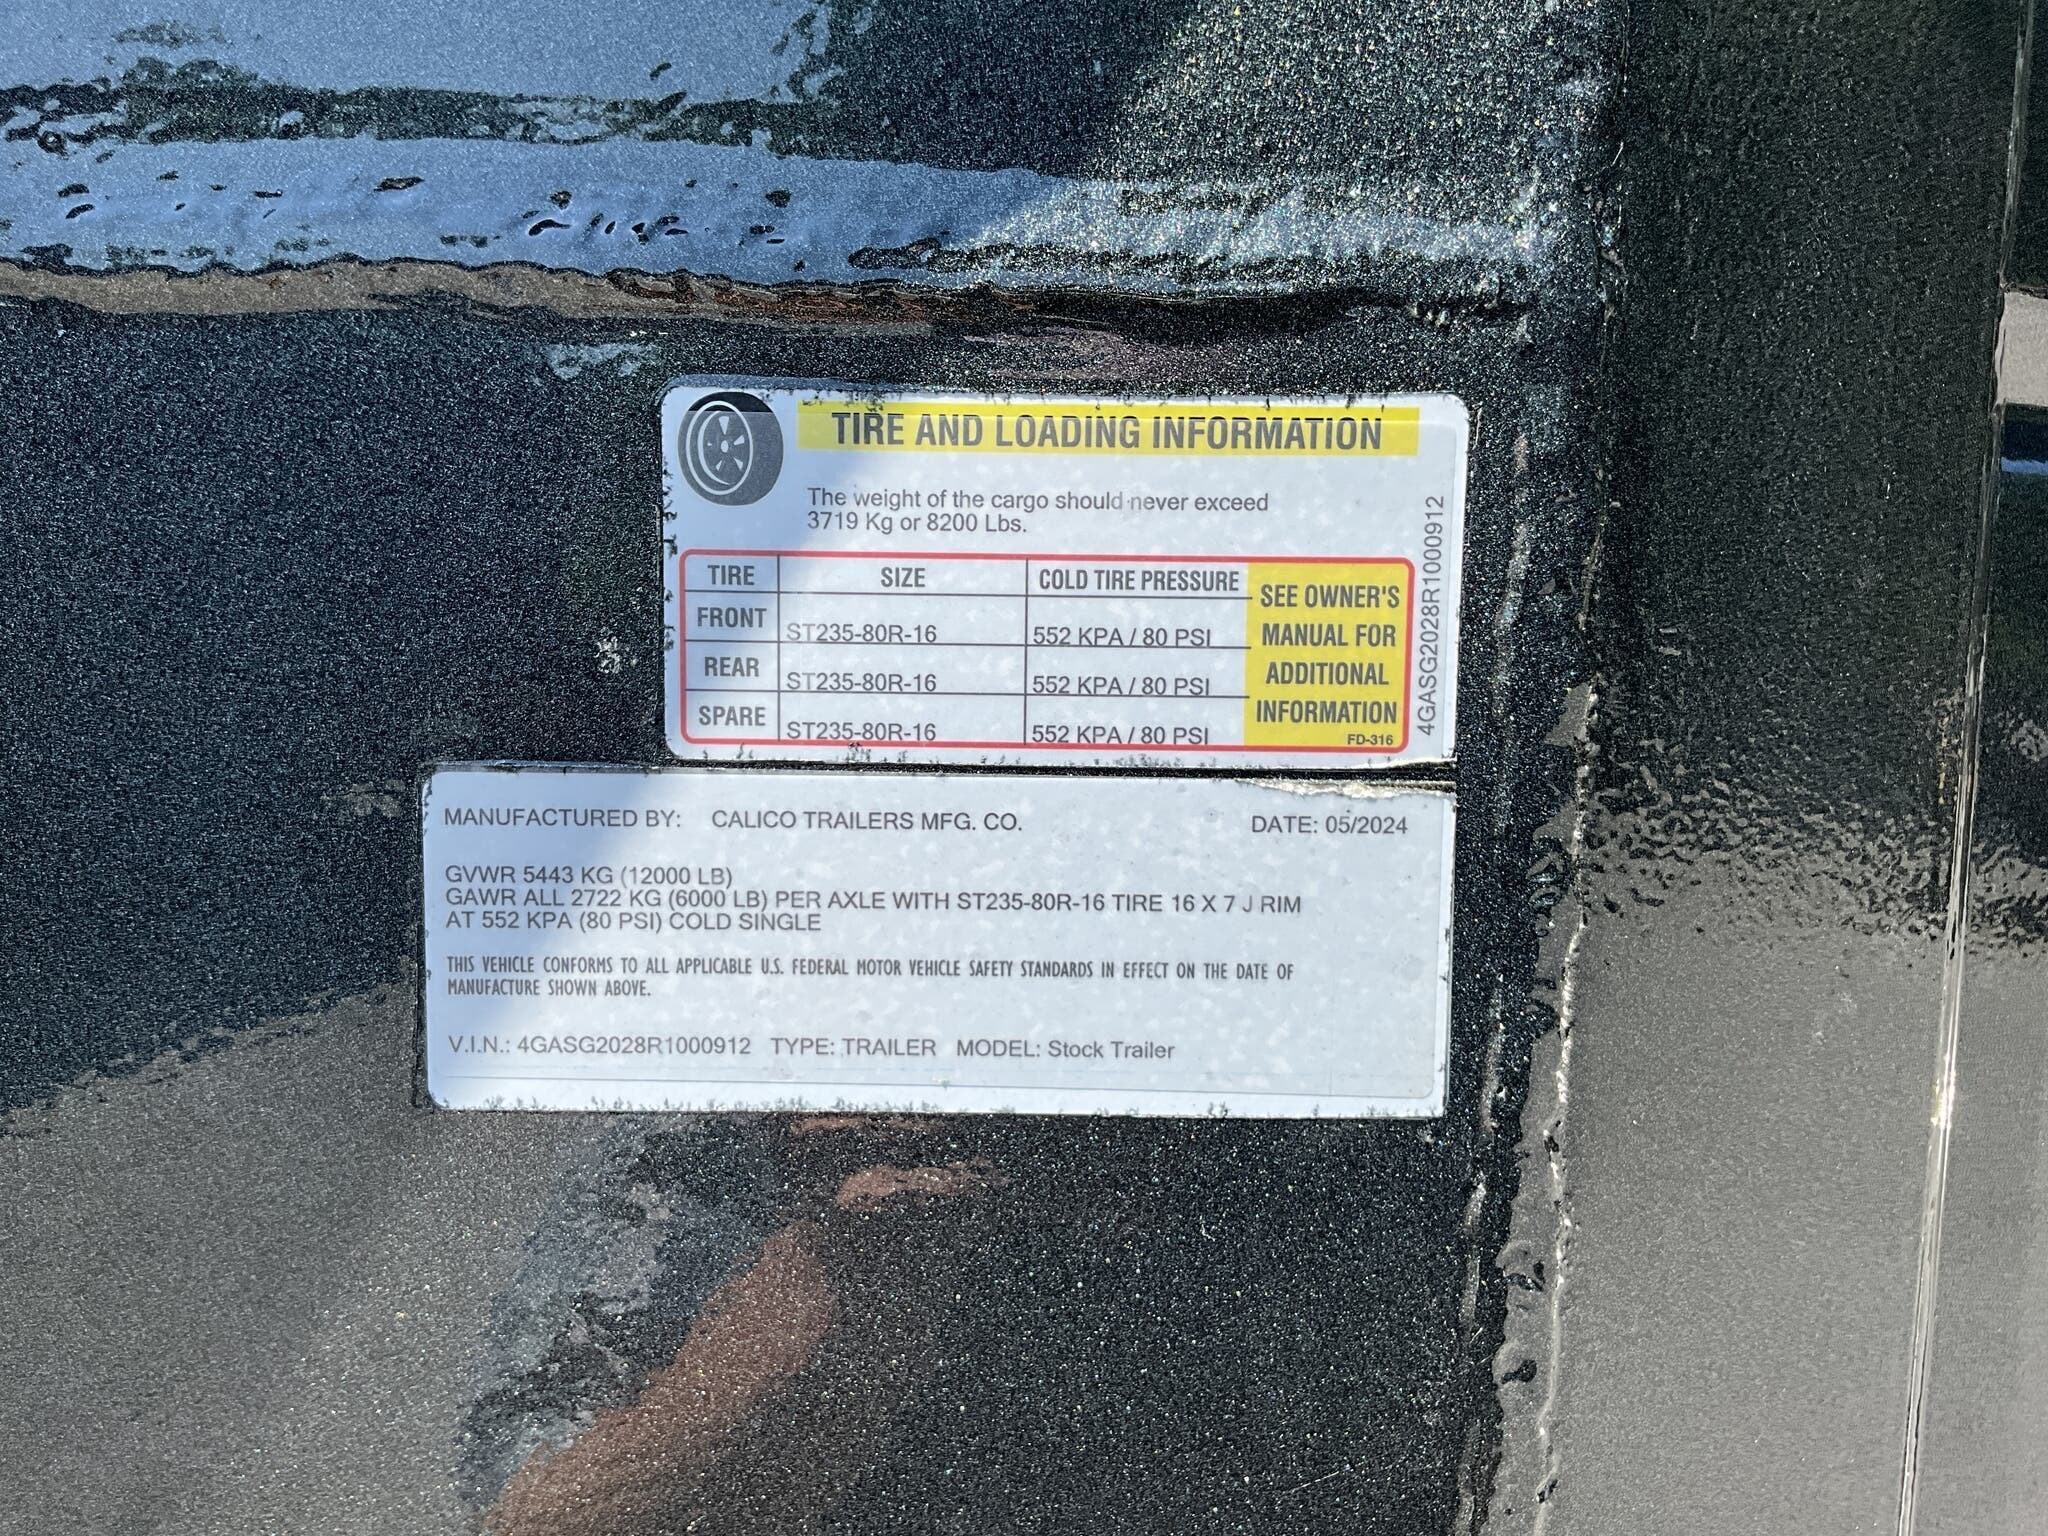 TIRE AND LOADING INFORMATION
The weight of the cargo should never exceed
3719 Kg or 8200 Lbs.
TIRE SIZE COLD TIRE PRESSURE
FRONT ST235-80R-16 552 KPA / 80 PSI
REAR ST235-80R-16 552 KPA / 80 PSI
SPARE ST235-80R-16 552 KPA / 80 PSI
SEE OWNER'S
MANUAL FOR
ADDITIONAL
INFORMATION
FD-316
4GASG2028R1000912
MANUFACTURED BY: CALICO TRAILERS MFG. CO. DATE: 05/2024
GVWR 5443 KG (12000 LB)
GAWR ALL 2722 KG (6000 LB) PER AXLE WITH ST235-80R-16 TIRE 16 X 7 J RIM
AT 552 KPA (80 PSI) COLD SINGLE
THIS VEHICLE CONFORMS TO ALL APPLICABLE U.S. FEDERAL MOTOR VEHICLE SAFETY STANDARDS IN EFFECT ON THE DATE OF
MANUFACTURE SHOWN ABOVE.
V.I.N.: 4GASG2028R1000912 TYPE: TRAILER MODEL: Stock Trailer